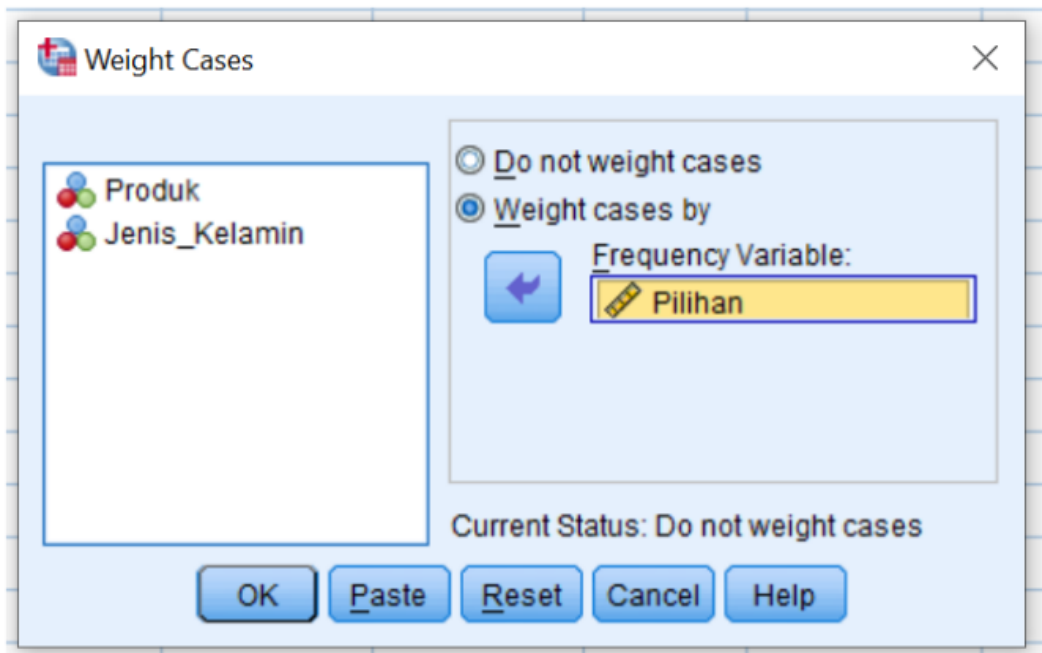 Weight Cases
Produk
Jenis_Kelamin
Do not weight cases
Weight cases by
Frequency Variable:
Pilihan
Current Status: Do not weight cases
OK Paste Reset Cancel Help